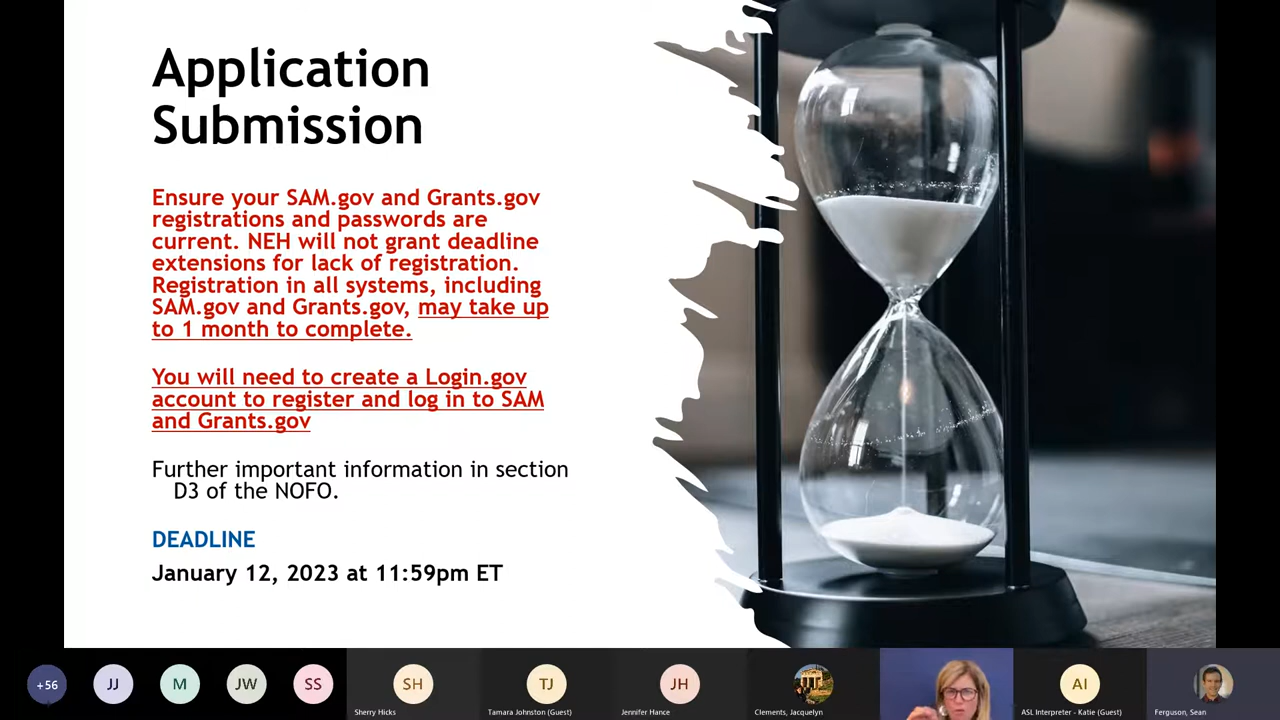 Application
Submission
Ensure your SAM.gov and Grants.gov
registrations and passwords are
current. NEH will not grant deadline
extensions for lack of registration.
Registration in all systems, including
SAM.gov and Grants.gov, may take up
to 1 month to complete.
You will need to create a Login.gov
account to register and log in to SAM
and Grants.gov
Further important information in section
D3 of the NOFO.
DEADLINE
January 12, 2023 at 11:59pm ET
+56
JJ
M
JW
SS
SH
TJ
JH
AI
Sherry Hicks
Tamara Johnston (Guest)
Jennifer Hance
Clements, Jacquelyn
ASL Interpreter - Katie (Guest)
Ferguson, Sean